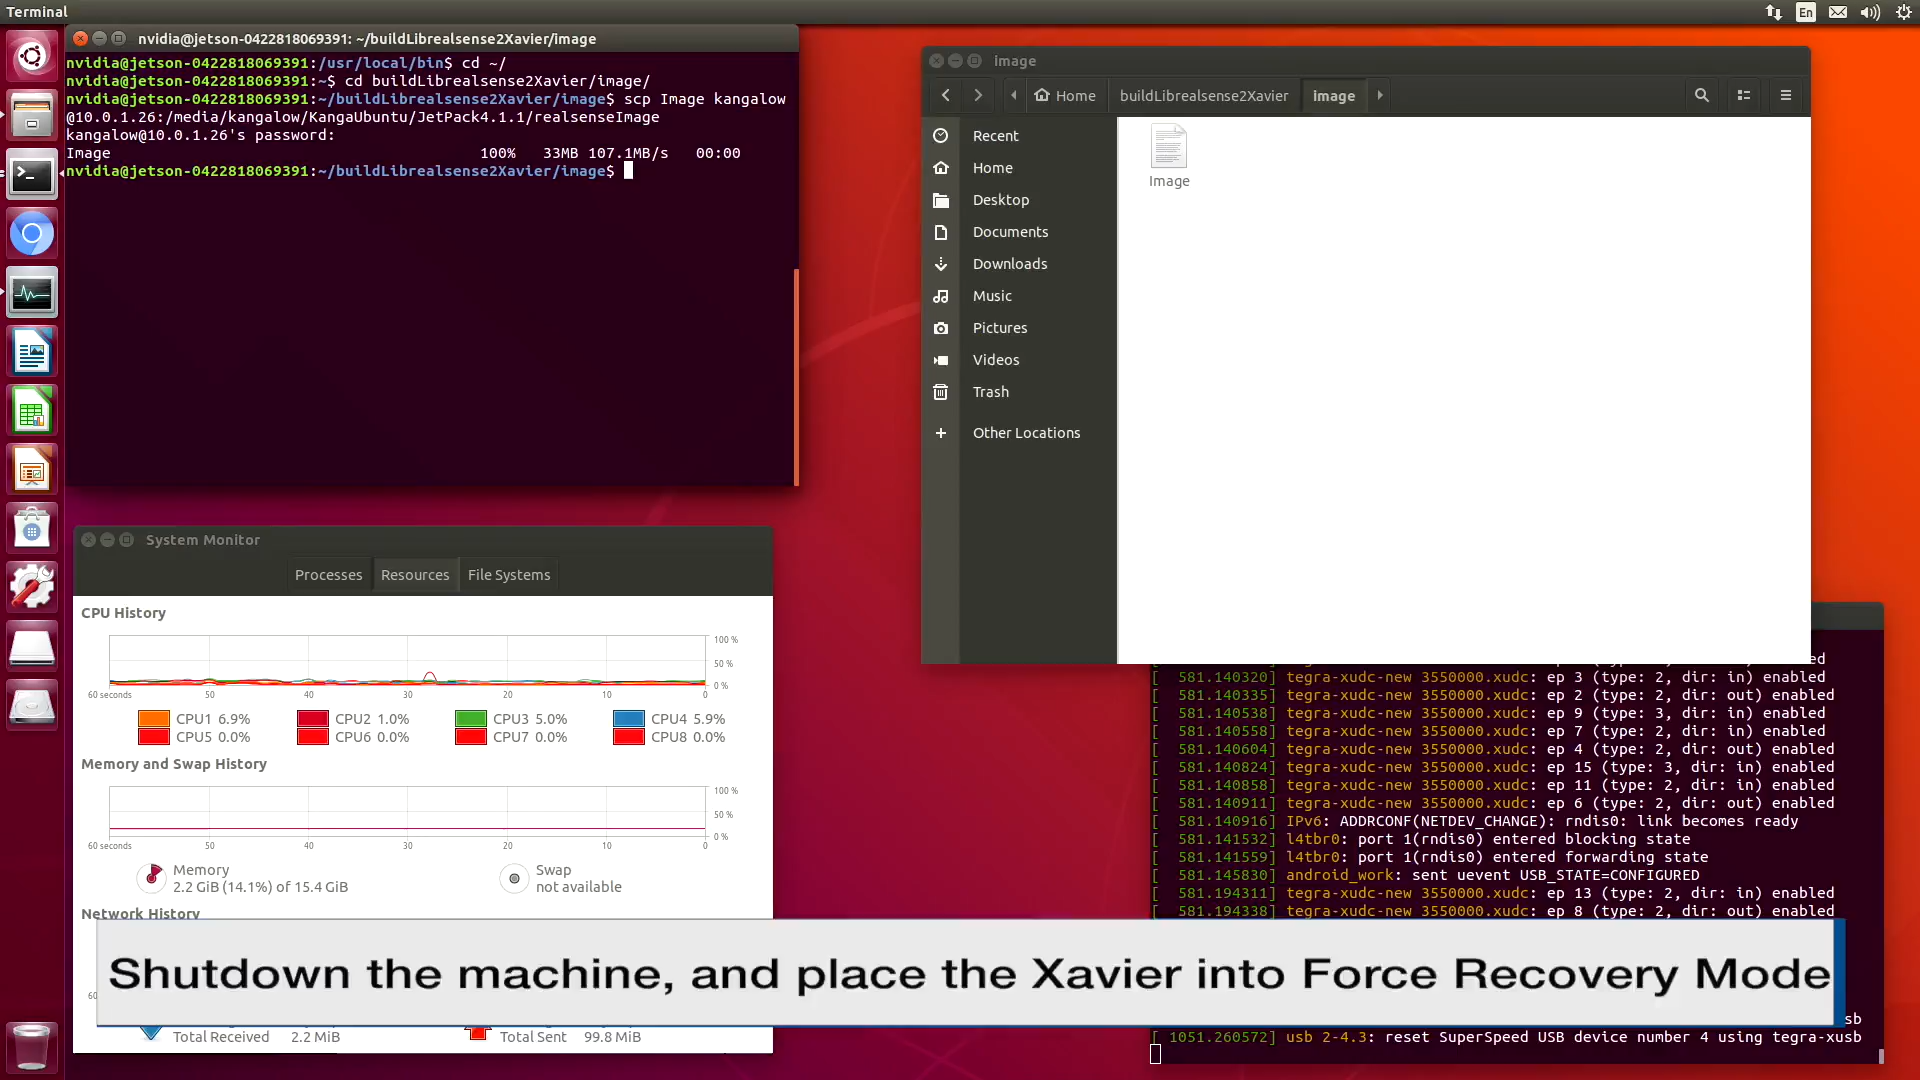 Terminal
En
nvidia@jetson-0422818069391: ~/buildLibrealsense2Xavier/image
nvidia@jetson-0422818069391:/usr/local/bin$ cd ~/
nvidia@jetson-0422818069391:~$ cd buildLibrealsense2Xavier/image/
nvidia@jetson-0422818069391:~/buildLibrealsense2Xavier/image$ scp Image kangalow
@10.0.1.26:/media/kangalow/KangaUbuntu/JetPack4.1.1/realsenseImage
kangalow@10.0.1.26's password:
Image 100% 33MB 107.1MB/s 00:00
nvidia@jetson-0422818069391:~/buildLibrealsense2Xavier/image$
image
Home buildLibrealsense2Xavier image
Recent
Home
Desktop
Documents
Downloads
Music
Pictures
Videos
Trash
Other Locations
Image
System Monitor
Processes Resources File Systems
CPU History
100 %
50 %
0 %
60 seconds 50 40 30 20 10 0
CPU1 6.9% CPU2 1.0% CPU3 5.0% CPU4 5.9%
CPU5 0.0% CPU6 0.0% CPU7 0.0% CPU8 0.0%
Memory and Swap History
100 %
50 %
0 %
60 seconds 50 40 30 20 10 0
Memory
2.2 GiB (14.1%) of 15.4 GiB
Swap
not available
Network History
60
Total Received 2.2 MiB
Total Sent 99.8 MiB
[ 581.140320] tegra-xudc-new 3550000.xudc: ep 3 (type: 2, dir: in) enabled
[ 581.140335] tegra-xudc-new 3550000.xudc: ep 2 (type: 2, dir: out) enabled
[ 581.140538] tegra-xudc-new 3550000.xudc: ep 9 (type: 3, dir: in) enabled
[ 581.140558] tegra-xudc-new 3550000.xudc: ep 7 (type: 2, dir: in) enabled
[ 581.140604] tegra-xudc-new 3550000.xudc: ep 4 (type: 2, dir: out) enabled
[ 581.140824] tegra-xudc-new 3550000.xudc: ep 15 (type: 3, dir: in) enabled
[ 581.140858] tegra-xudc-new 3550000.xudc: ep 11 (type: 2, dir: in) enabled
[ 581.140911] tegra-xudc-new 3550000.xudc: ep 6 (type: 2, dir: out) enabled
[ 581.140916] IPv6: ADDRCONF(NETDEV_CHANGE): rndis0: link becomes ready
[ 581.141532] l4tbr0: port 1(rndis0) entered blocking state
[ 581.141559] l4tbr0: port 1(rndis0) entered forwarding state
[ 581.145830] android_work: sent uevent USB_STATE=CONFIGURED
[ 581.194311] tegra-xudc-new 3550000.xudc: ep 13 (type: 2, dir: in) enabled
[ 581.194338] tegra-xudc-new 3550000.xudc: ep 8 (type: 2, dir: out) enabled
Shutdown the machine, and place the Xavier into Force Recovery Mode
sb
[ 1051.260572] usb 2-4.3: reset SuperSpeed USB device number 4 using tegra-xusb